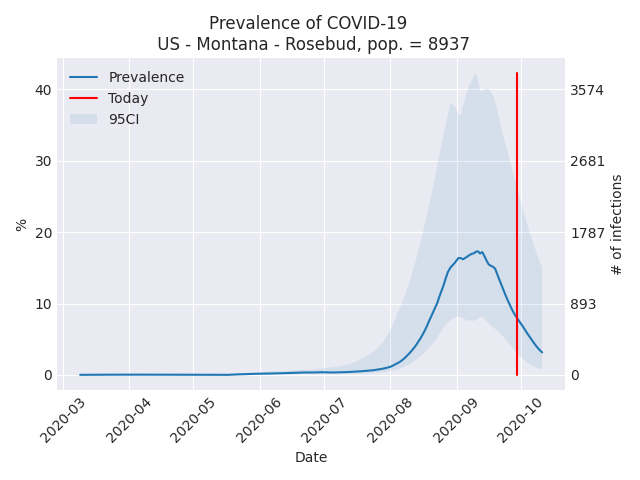 Prevalence of COVID-19
US - Montana - Rosebud, pop. = 8937
Prevalence
Today
95CI
%
40
30
20
10
0
3574
2681
1787
893
0
# of infections
2020-03
2020-04
2020-05
2020-06
2020-07
2020-08
2020-09
2020-10
Date